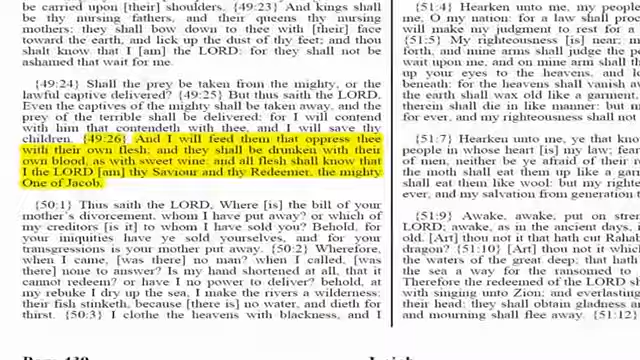 be carried upon [their] shoulders. {49:23} And kings shall
be thy nursing fathers, and their queens thy nursing
mothers: they shall bow down to thee with [their] face
toward the earth, and lick up the dust of thy feet; and thou
shalt know that I [am] the LORD: for they shall not be
ashamed that wait for me.
{49:24} Shall the prey be taken from the mighty, or the
lawful captive delivered? {49:25} But thus saith the LORD,
Even the captives of the mighty shall be taken away, and the
prey of the terrible shall be delivered: for I will contend
with him that contendeth with thee, and I will save thy
children. {49:26} And I will feed them that oppress thee
with their own flesh; and they shall be drunken with their
own blood, as with sweet wine: and all flesh shall know that
I the LORD [am] thy Saviour and thy Redeemer, the mighty
One of Jacob.
{50:1} Thus saith the LORD, Where [is] the bill of your
mother's divorcement, whom I have put away? or which of
my creditors [is it] to whom I have sold you? Behold, for
your iniquities have ye sold yourselves, and for your
transgressions is your mother put away. {50:2} Wherefore,
when I came, [was there] no man? when I called, [was
there] none to answer? Is my hand shortened at all, that it
cannot redeem? or have I no power to deliver? behold, at
my rebuke I dry up the sea, I make the rivers a wilderness:
their fish stinketh, because [there is] no water, and dieth for
thirst. {50:3} I clothe the heavens with blackness, and I
{51:4} Hearken unto me, my people
me, O my nation: for a law shall proc
will make my judgment to rest for
{51:5} My righteousness [is] near; m
forth, and mine arms shall judge the pe
wait upon me, and on mine arm shall th
up your eyes to the heavens, and l
beneath: for the heavens shall vanish aw
the earth shall wax old like a garment,
therein shall die in like manner: but m
for ever, and my righteousness shall not
{51:7} Hearken unto me, ye that kno
people in whose heart [is] my law; fear
of men, neither be ye afraid of their re
the moth shall eat them up like a garm
shall eat them like wool: but my righte
ever, and my salvation from generation t
{51:9} Awake, awake, put on stren
LORD; awake, as in the ancient days, i
old. [Art] thou not it that hath cut Rahab
dragon? {51:10} [Art] thou not it whic
the waters of the great deep; that hath
the sea a way for the ransomed to
Therefore the redeemed of the LORD sh
with singing unto Zion; and everlasting
their head: they shall obtain gladness an
and mourning shall flee away. {51:12}